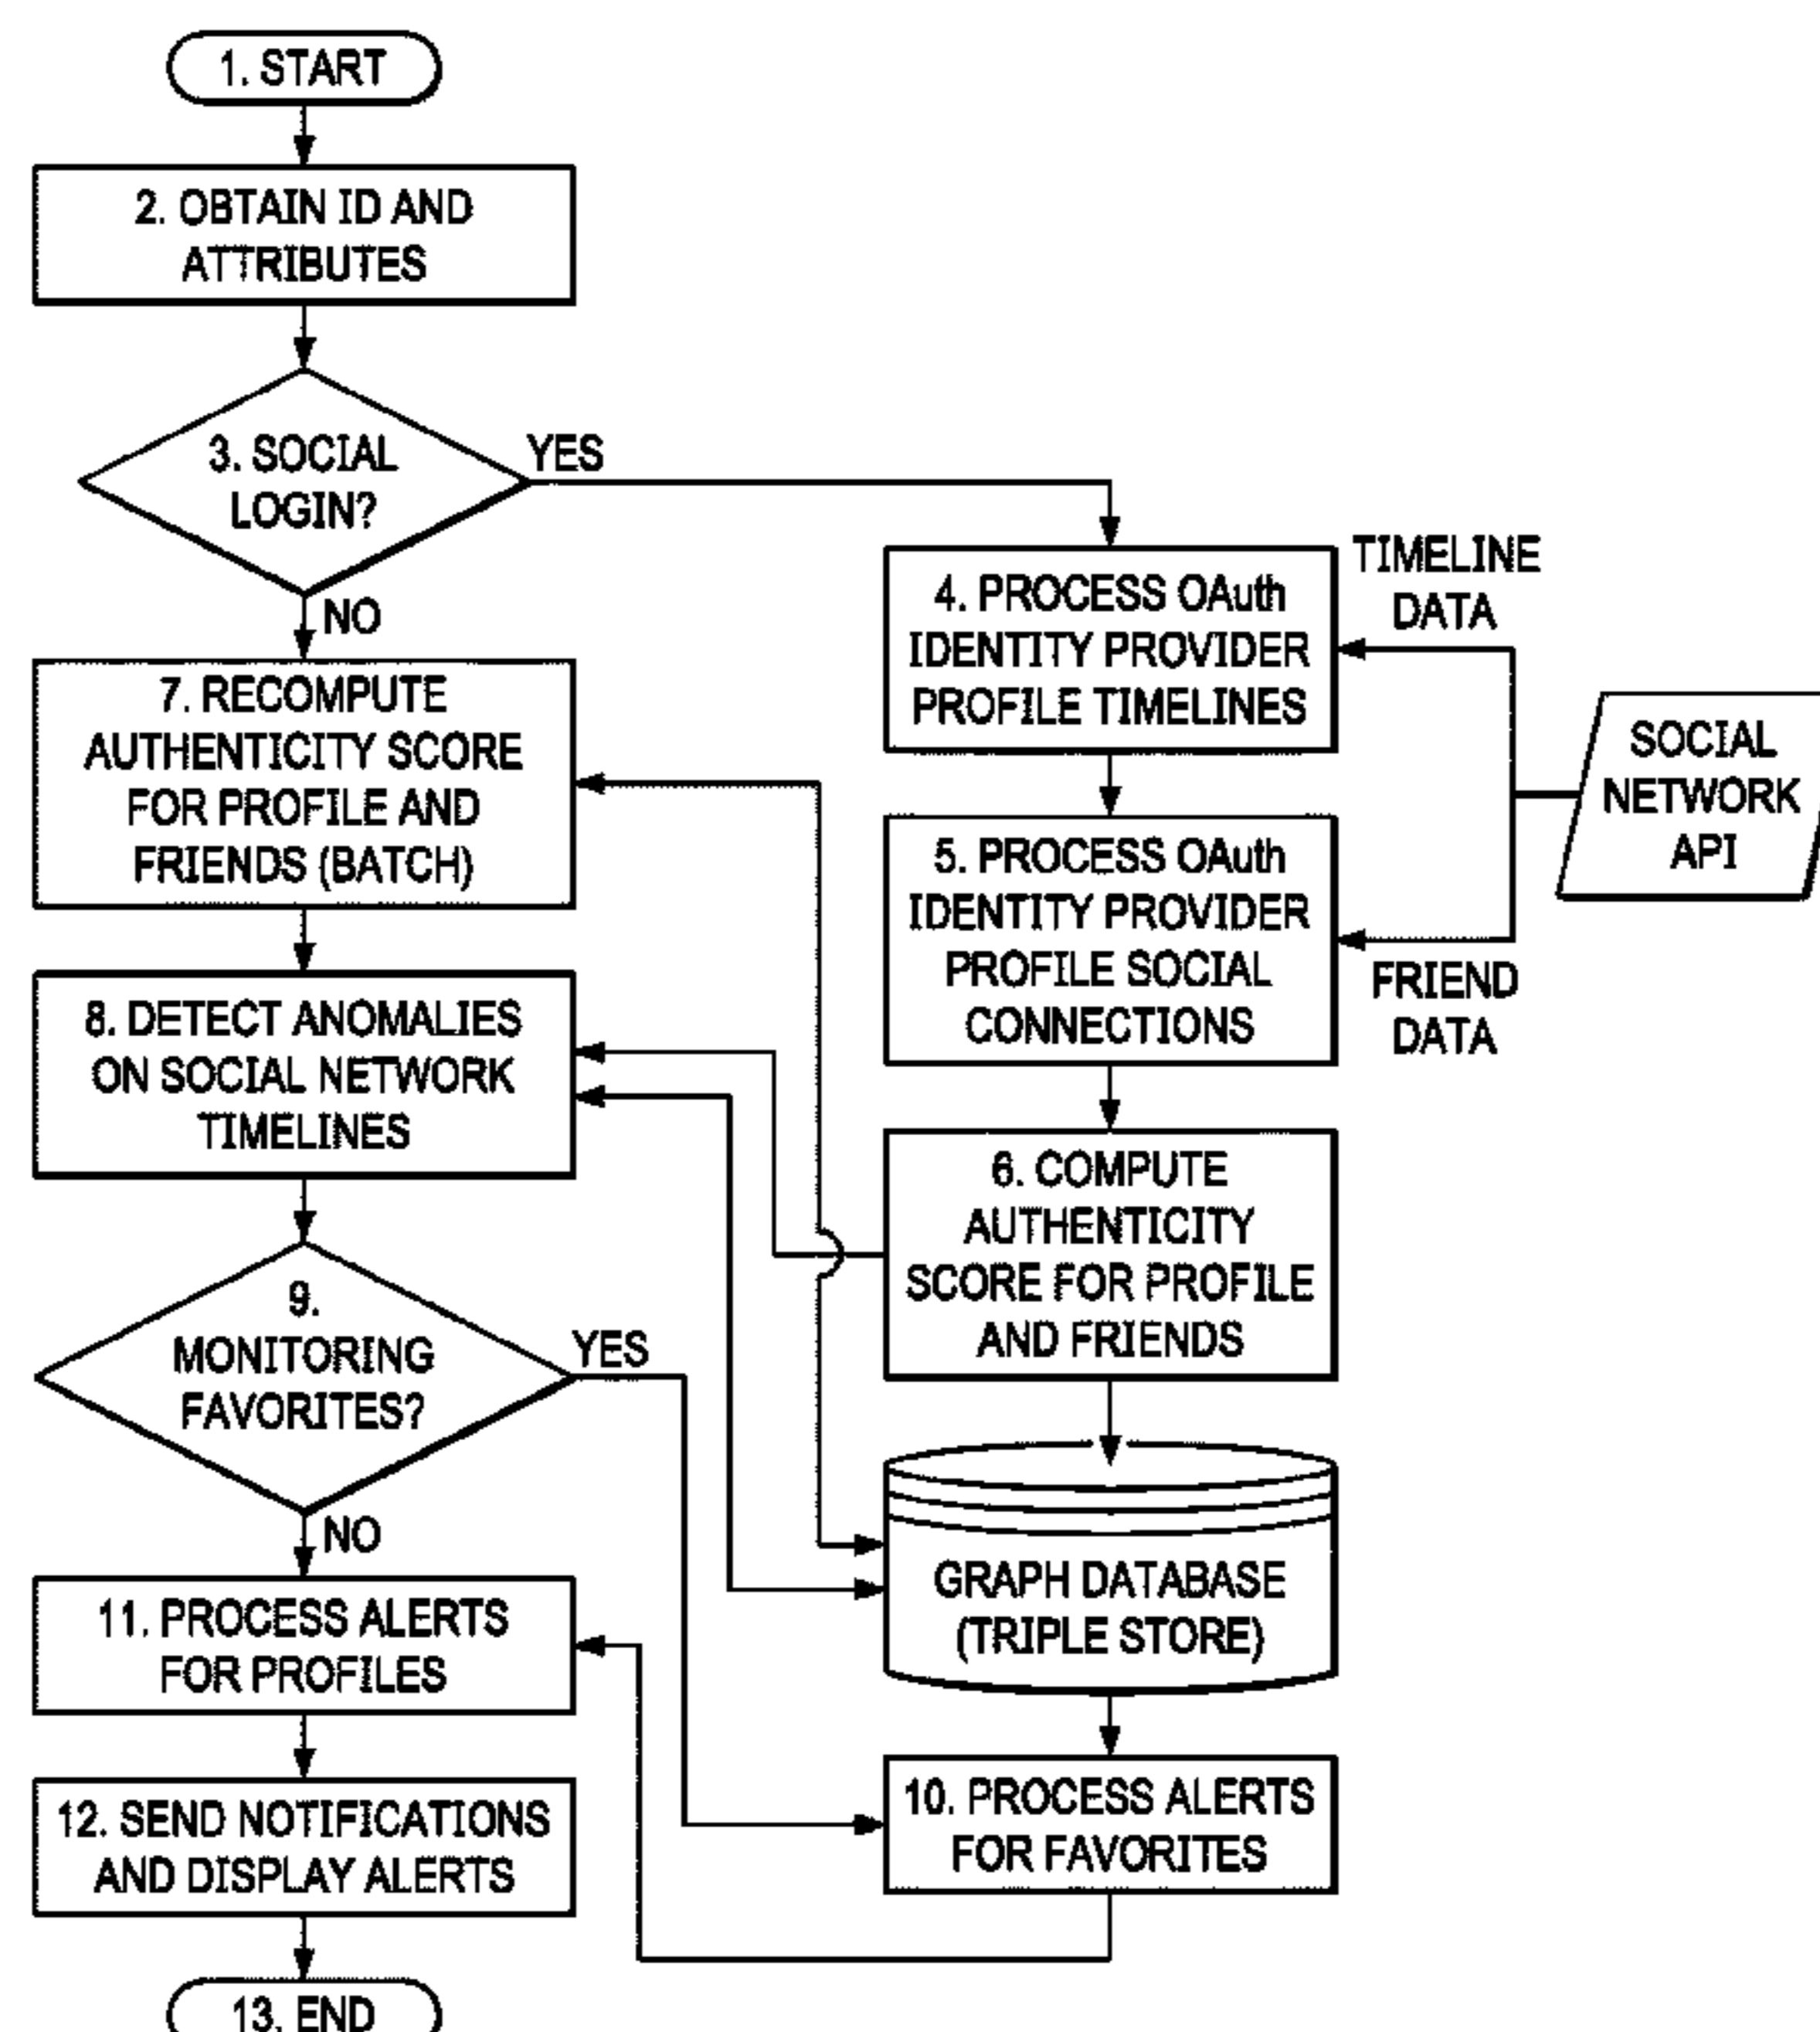 1. START
2. OBTAIN ID AND
ATTRIBUTES
3. SOCIAL
LOGIN?
YES
NO
4. PROCESS OAuth
IDENTITY PROVIDER
PROFILE TIMELINES
TIMELINE
DATA
SOCIAL
NETWORK
API
5. PROCESS OAuth
IDENTITY PROVIDER
PROFILE SOCIAL
CONNECTIONS
FRIEND
DATA
6. COMPUTE
AUTHENTICITY
SCORE FOR PROFILE
AND FRIENDS
7. RECOMPUTE
AUTHENTICITY SCORE
FOR PROFILE AND
FRIENDS (BATCH)
8. DETECT ANOMALIES
ON SOCIAL NETWORK
TIMELINES
9.
MONITORING
FAVORITES?
YES
NO
GRAPH DATABASE
(TRIPLE STORE)
10. PROCESS ALERTS
FOR FAVORITES
11. PROCESS ALERTS
FOR PROFILES
12. SEND NOTIFICATIONS
AND DISPLAY ALERTS
13. END